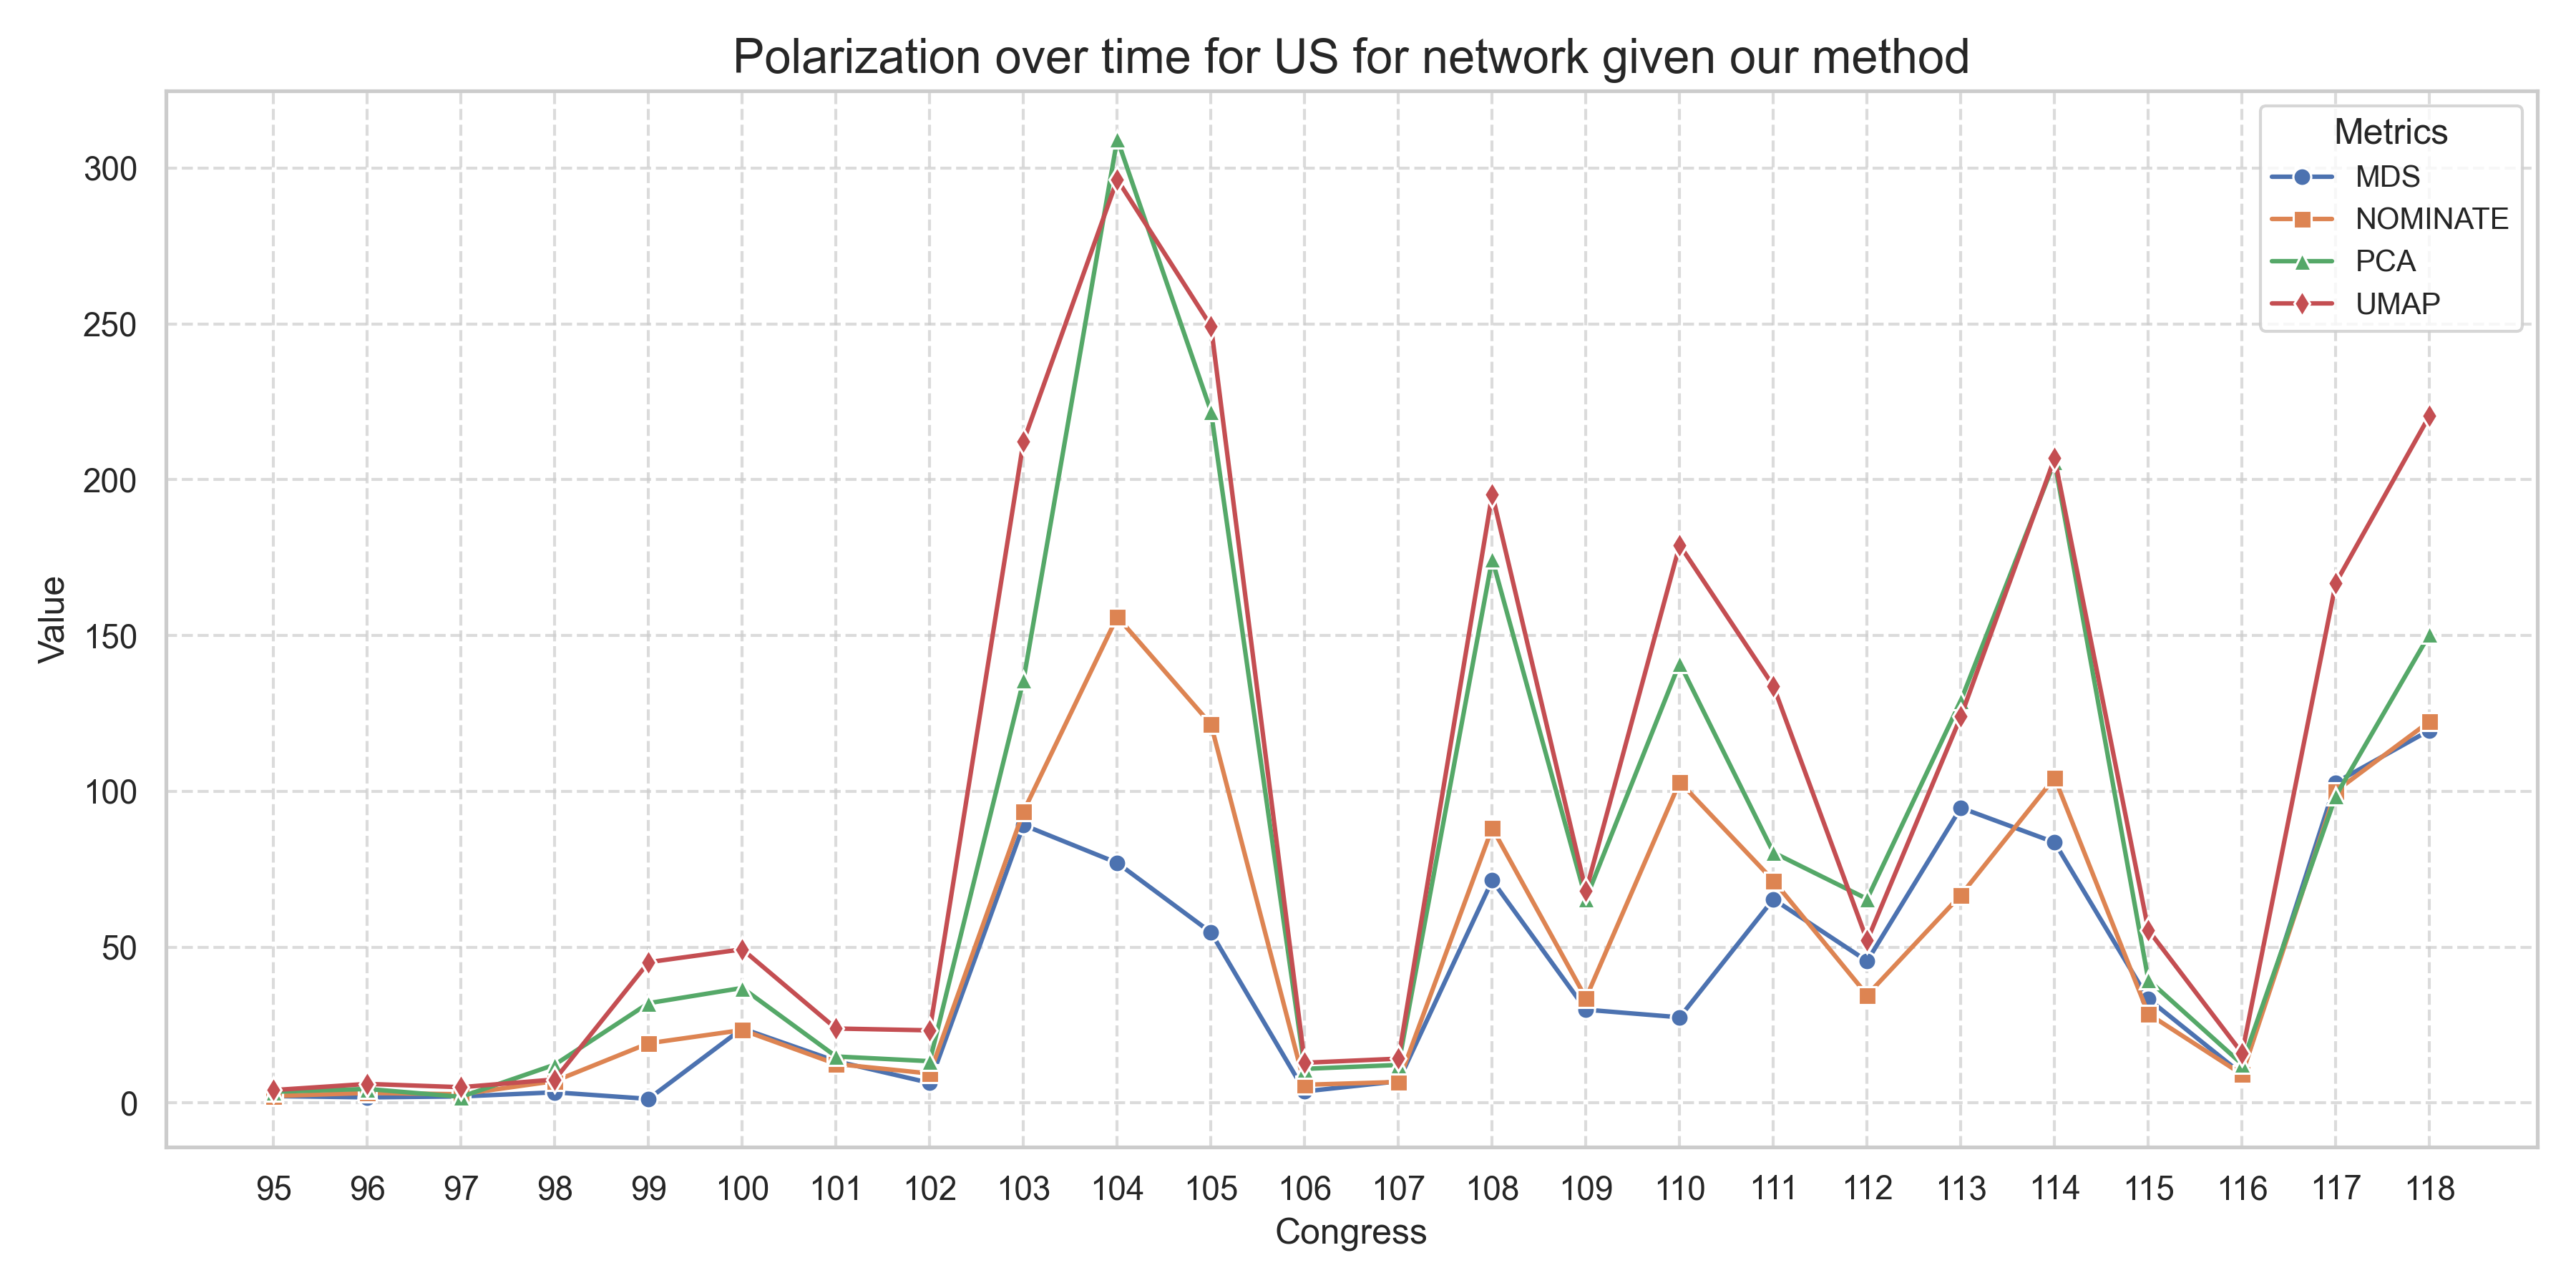 Polarization over time for US for network given our method
Metrics
MDS
NOMINATE
PCA
UMAP
Value
300
250
200
150
100
50
0
95 96 97 98 99 100 101 102 103 104 105 106 107 108 109 110 111 112 113 114 115 116 117 118
Congress